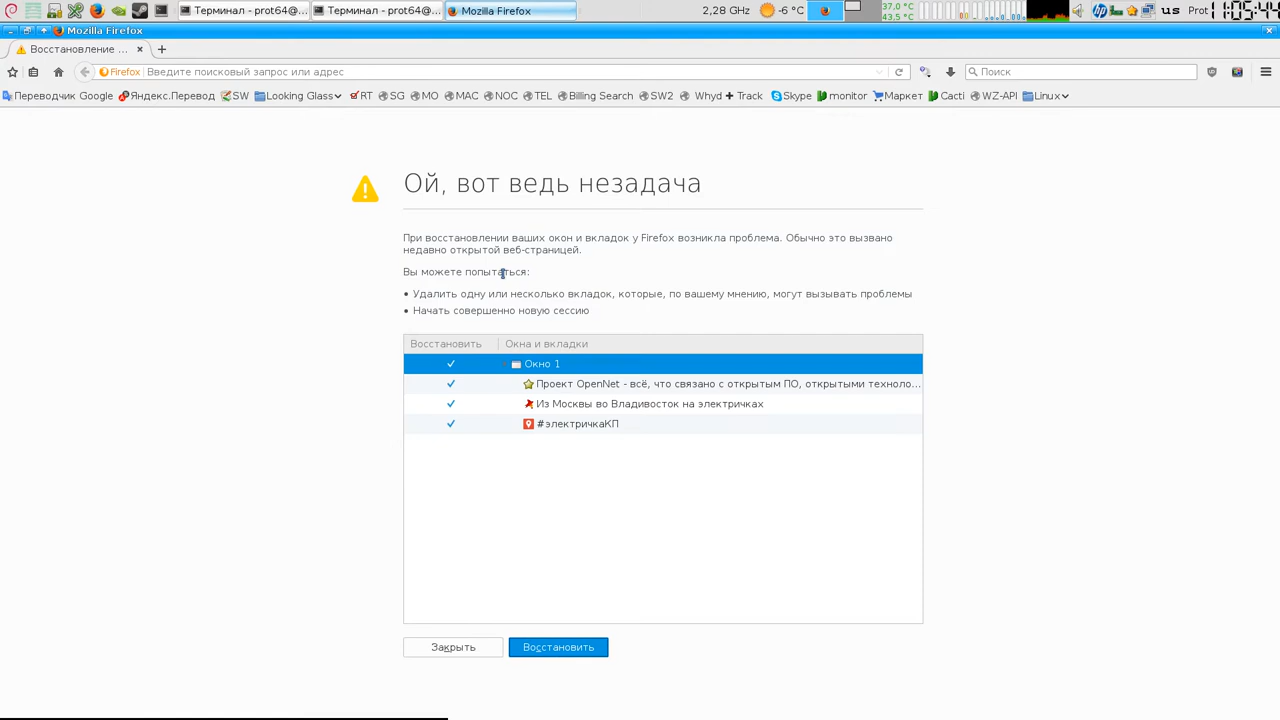 Терминал - prot64@... Терминал - prot64@... Mozilla Firefox 2,28 GHz -6 °C 37.0 °C 43.5 °C us Prot
Mozilla Firefox
Восстановление ...
Firefox Введите поисковый запрос или адрес Поиск
Переводчик Google Яндекс.Перевод SW Looking Glass RT SG MO MAC NOC TEL Billing Search SW2 Whyd Track Skype monitor Маркет Cacti WZ-API Linux
Ой, вот ведь незадача
При восстановлении ваших окон и вкладок у Firefox возникла проблема. Обычно это вызвано
недавно открытой веб-страницей.
Вы можете попытаться:
• Удалить одну или несколько вкладок, которые, по вашему мнению, могут вызывать проблемы
• Начать совершенно новую сессию
Восстановить Окна и вкладки
Окно 1
Проект OpenNet - всё, что связано с открытым ПО, открытыми техноло...
Из Москвы во Владивосток на электричках
#электричкаКП
Закрыть Восстановить